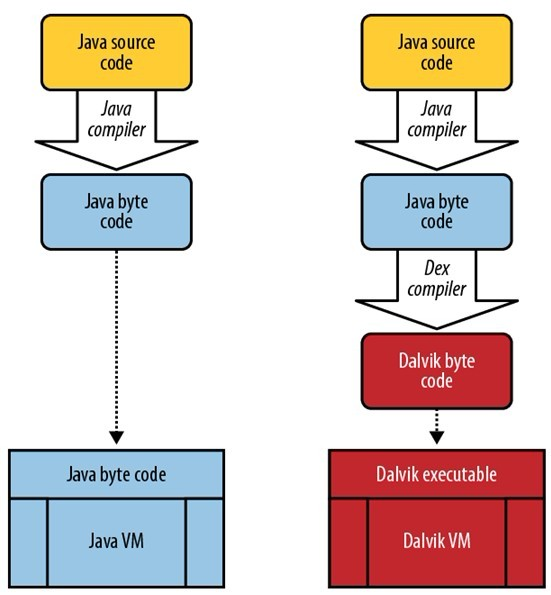 Java source
code
Java
compiler
Java byte
code
Java byte code
Java VM
Java source
code
Java
compiler
Java byte
code
Dex
compiler
Dalvik byte
code
Dalvik executable
Dalvik VM